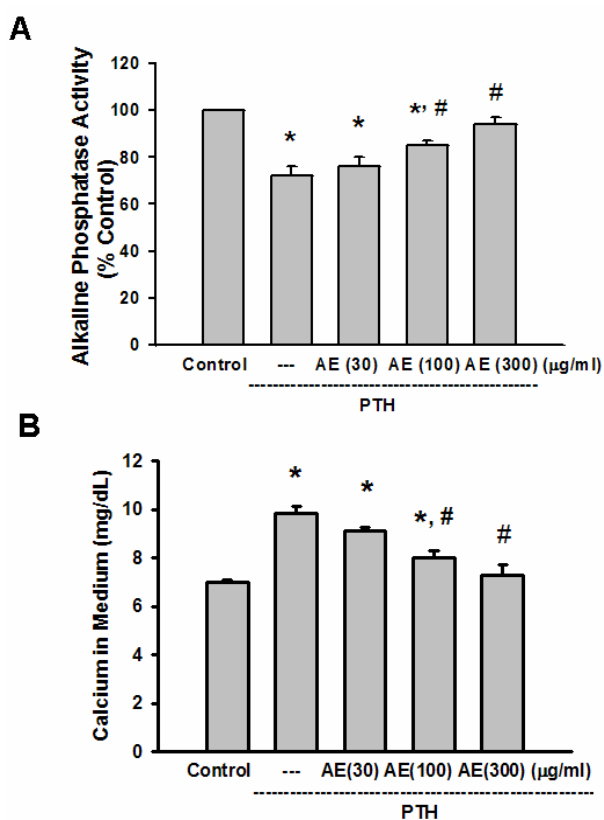 A
Alkaline Phosphatase Activity
(% Control)
120
100
80
60
40
20
0
*
*
*, #
#
Control --- AE (30) AE (100) AE (300) (μg/ml)
PTH
B
Calcium in Medium (mg/dL)
12
10
8
6
4
2
0
*
*
*, #
#
Control --- AE(30) AE(100) AE(300) (μg/ml)
PTH